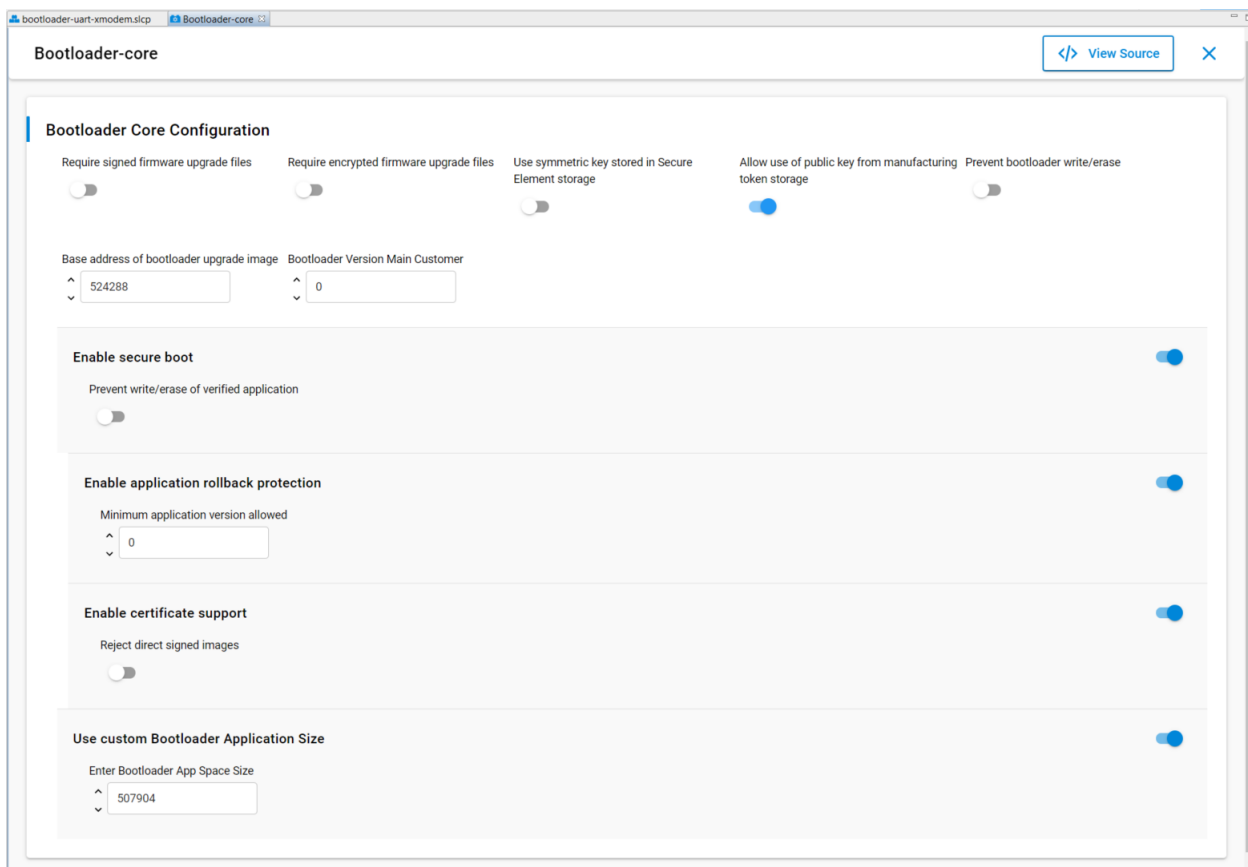 bootloader-uart-xmodem.slcp Bootloader-core
Bootloader-core
</> View Source
Bootloader Core Configuration
Require signed firmware upgrade files
Require encrypted firmware upgrade files
Use symmetric key stored in Secure
Element storage
Allow use of public key from manufacturing
token storage
Prevent bootloader write/erase
Base address of bootloader upgrade image
524288
Bootloader Version Main Customer
0
Enable secure boot
Prevent write/erase of verified application
Enable application rollback protection
Minimum application version allowed
0
Enable certificate support
Reject direct signed images
Use custom Bootloader Application Size
Enter Bootloader App Space Size
507904